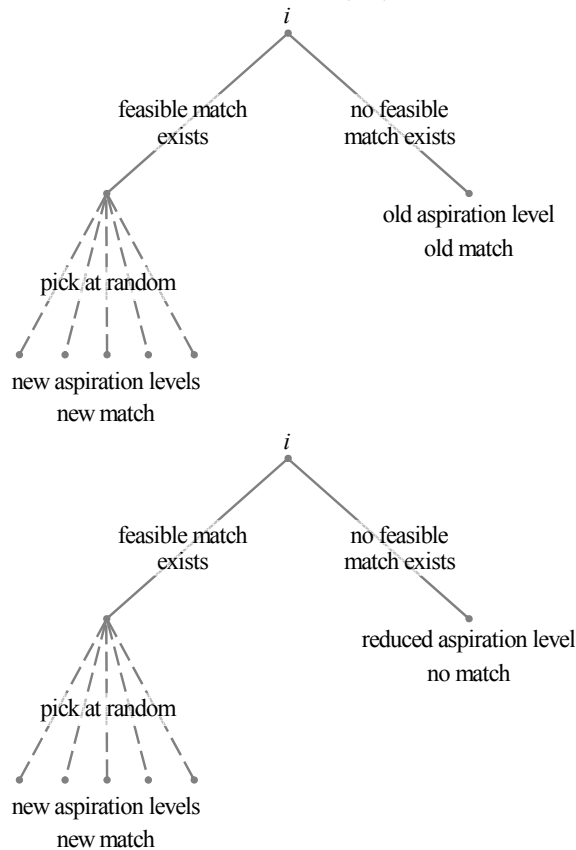 i
feasible match
exists
no feasible
match exists
old aspiration level
old match
pick at random
new aspiration levels
new match
i
feasible match
exists
no feasible
match exists
reduced aspiration level
no match
pick at random
new aspiration levels
new match